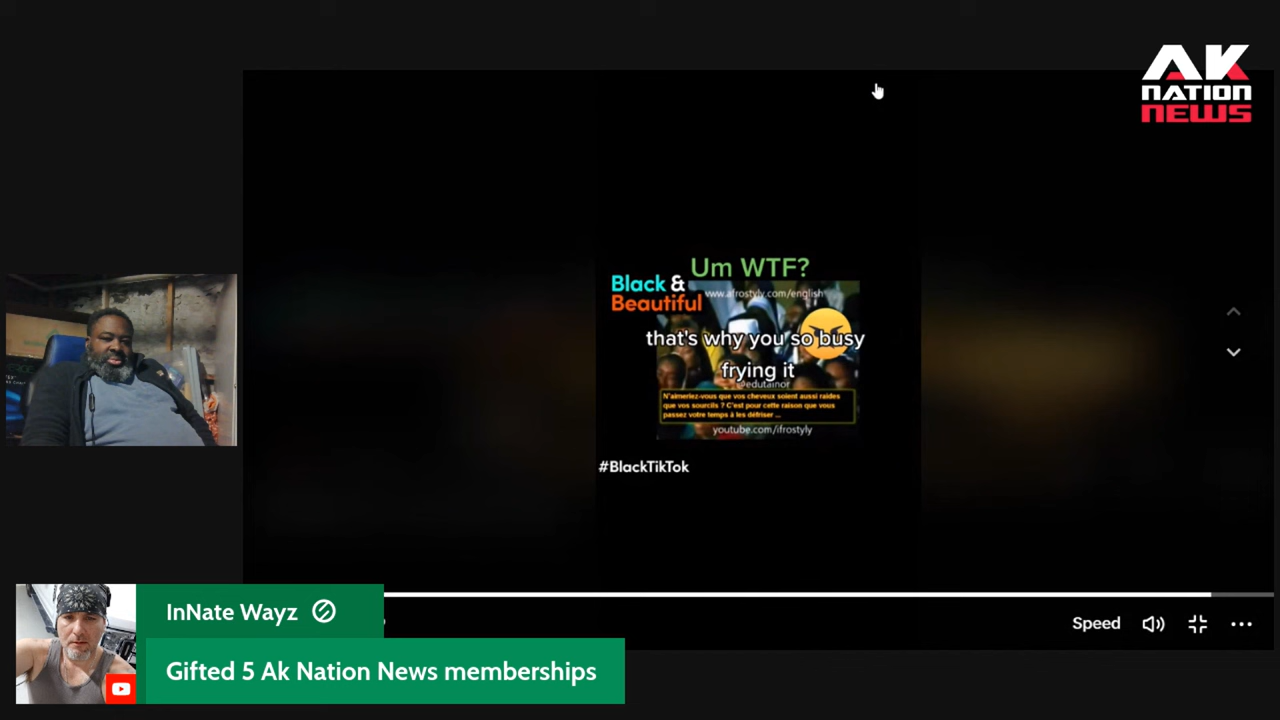 AK
NATION
NEWS
Um WTF?
Black &
Beautiful
www.afrostyly.com/english
that's why you so busy
frying it
@edutainor
N'aimeriez-vous que vos cheveux soient aussi raides
que vos sourcils ? C'est pour cette raison que vous
passez votre temps à les défriser ...
youtube.com/ifrostyly
#BlackTikTok
Speed
InNate Wayz
Gifted 5 Ak Nation News memberships